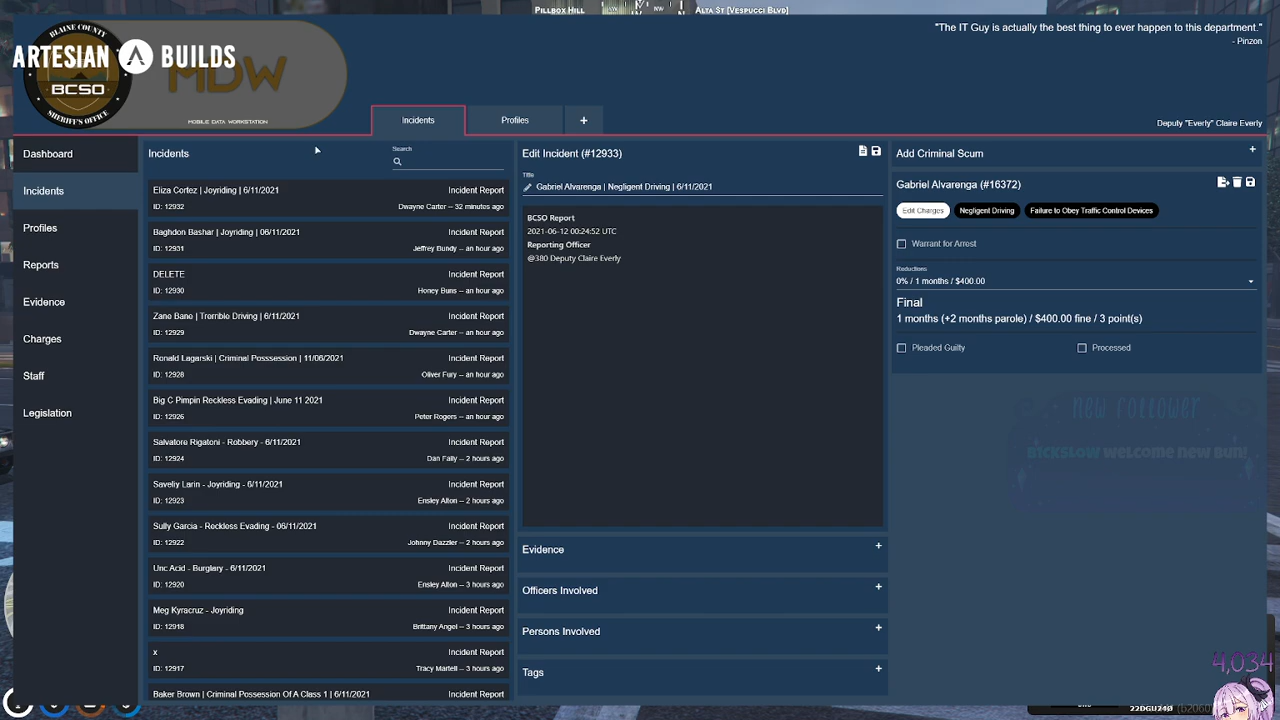 PILLBOX HILL
NW
ALTA ST [VESPUCCI BLVD]
"The IT Guy is actually the best thing to ever happen to this department."
- Pinzon
ARTESIAN BUILDS
BLAINE COUNTY
BCSO
SHERIFF'S OFFICE
MDW
MOBILE DATA WORKSTATION
Incidents
Profiles
+
Deputy "Everly" Claire Everly
Dashboard
Incidents
Profiles
Reports
Evidence
Charges
Staff
Legislation
Incidents
Search
Eliza Cortez | Joyriding | 6/11/2021
Incident Report
ID: 12932
Dwayne Carter -- 32 minutes ago
Baghdon Bashar | Joyriding | 06/11/2021
Incident Report
ID: 12931
Jeffrey Bundy -- an hour ago
DELETE
Incident Report
ID: 12930
Honey Buns -- an hour ago
Zane Bane | Trerrible Driving | 6/11/2021
Incident Report
ID: 12929
Dwayne Carter -- an hour ago
Ronald Lagarski | Criminal Posssession | 11/06/2021
Incident Report
ID: 12928
Oliver Fury -- an hour ago
Big C Pimpin Reckless Evading | June 11 2021
Incident Report
ID: 12926
Peter Rogers -- an hour ago
Salvatore Rigatoni - Robbery - 6/11/2021
Incident Report
ID: 12924
Dan Faily -- 2 hours ago
Saveliy Larin - Joyriding - 6/11/2021
Incident Report
ID: 12923
Ensley Alton -- 2 hours ago
Sully Garcia - Reckless Evading - 06/11/2021
Incident Report
ID: 12922
Johnny Dazzler -- 2 hours ago
Unc Acid - Burglary - 6/11/2021
Incident Report
ID: 12920
Ensley Alton -- 3 hours ago
Meg Kyracruz - Joyriding
Incident Report
ID: 12918
Brittany Angel -- 3 hours ago
x
Incident Report
ID: 12917
Tracy Martell -- 3 hours ago
Baker Brown | Criminal Possession Of A Class 1 | 6/11/2021
Incident Report
Edit Incident (#12933)
Title
Gabriel Alvarenga | Negligent Driving | 6/11/2021
BCSO Report
2021-06-12 00:24:52 UTC
Reporting Officer
@380 Deputy Claire Everly
Evidence
+
Officers Involved
+
Persons Involved
+
Tags
+
Add Criminal Scum
+
Gabriel Alvarenga (#16372)
Edit Charges
Negligent Driving
Failure to Obey Traffic Control Devices
Warrant for Arrest
Reductions
0% / 1 months / $400.00
Final
1 months (+2 months parole) / $400.00 fine / 3 point(s)
Pleaded Guilty
Processed
new follower
welcome new bun!
4,034